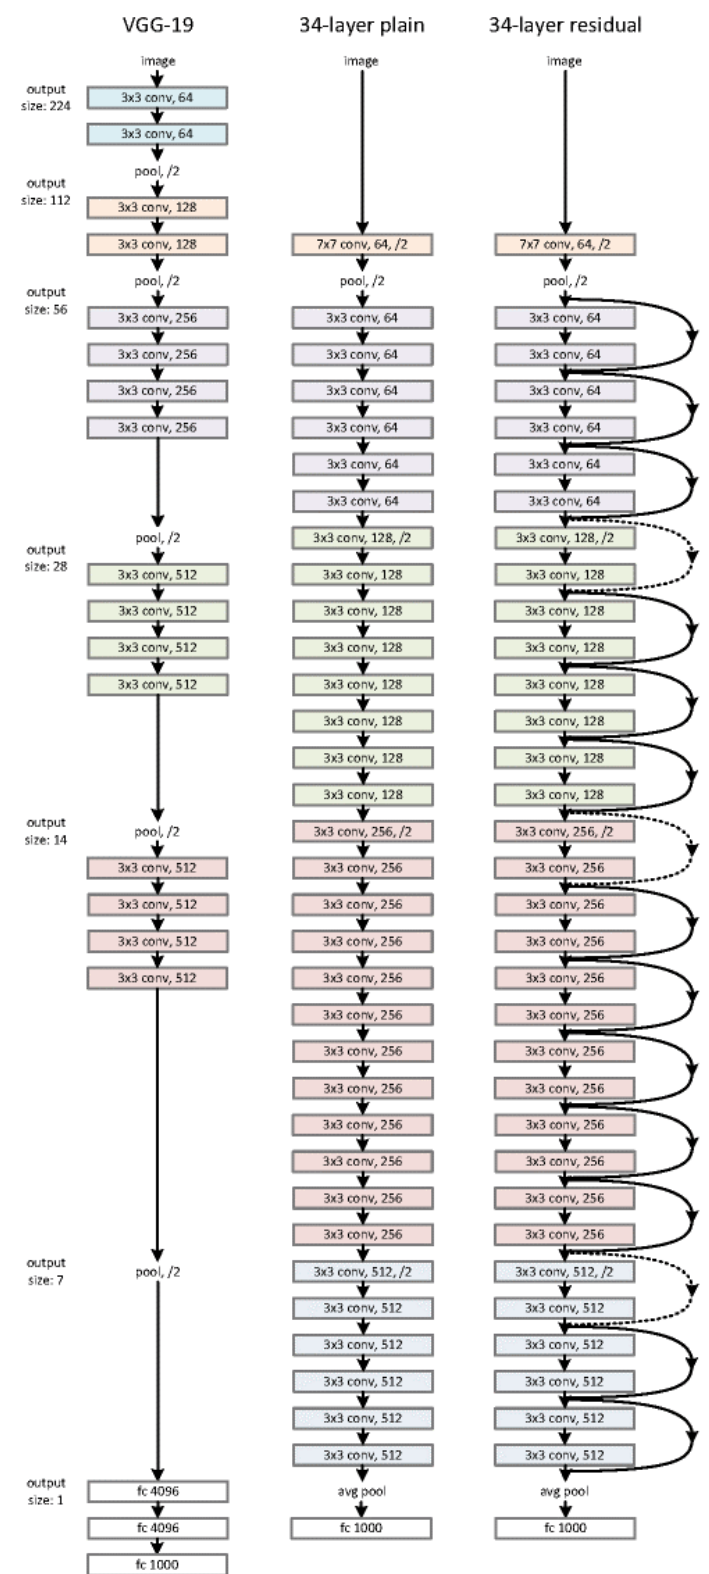 output
size: 224
output
size: 112
output
size: 56
output
size: 28
output
size: 14
output
size: 7
output
size: 1
VGG-19
image
3x3 conv, 64
3x3 conv, 64
pool, /2
3x3 conv, 128
3x3 conv, 128
pool, /2
3x3 conv, 256
3x3 conv, 256
3x3 conv, 256
3x3 conv, 256
pool, /2
3x3 conv, 512
3x3 conv, 512
3x3 conv, 512
3x3 conv, 512
pool, /2
3x3 conv, 512
3x3 conv, 512
3x3 conv, 512
3x3 conv, 512
pool, /2
fc 4096
fc 4096
fc 1000
34-layer plain
image
7x7 conv, 64, /2
pool, /2
3x3 conv, 64
3x3 conv, 64
3x3 conv, 64
3x3 conv, 64
3x3 conv, 64
3x3 conv, 64
3x3 conv, 128, /2
3x3 conv, 128
3x3 conv, 128
3x3 conv, 128
3x3 conv, 128
3x3 conv, 128
3x3 conv, 128
3x3 conv, 128
3x3 conv, 256, /2
3x3 conv, 256
3x3 conv, 256
3x3 conv, 256
3x3 conv, 256
3x3 conv, 256
3x3 conv, 256
3x3 conv, 256
3x3 conv, 256
3x3 conv, 256
3x3 conv, 256
3x3 conv, 256
3x3 conv, 512, /2
3x3 conv, 512
3x3 conv, 512
3x3 conv, 512
3x3 conv, 512
3x3 conv, 512
avg pool
fc 1000
34-layer residual
image
7x7 conv, 64, /2
pool, /2
3x3 conv, 64
3x3 conv, 64
3x3 conv, 64
3x3 conv, 64
3x3 conv, 64
3x3 conv, 64
3x3 conv, 128, /2
3x3 conv, 128
3x3 conv, 128
3x3 conv, 128
3x3 conv, 128
3x3 conv, 128
3x3 conv, 128
3x3 conv, 128
3x3 conv, 256, /2
3x3 conv, 256
3x3 conv, 256
3x3 conv, 256
3x3 conv, 256
3x3 conv, 256
3x3 conv, 256
3x3 conv, 256
3x3 conv, 256
3x3 conv, 256
3x3 conv, 256
3x3 conv, 256
3x3 conv, 512, /2
3x3 conv, 512
3x3 conv, 512
3x3 conv, 512
3x3 conv, 512
3x3 conv, 512
avg pool
fc 1000